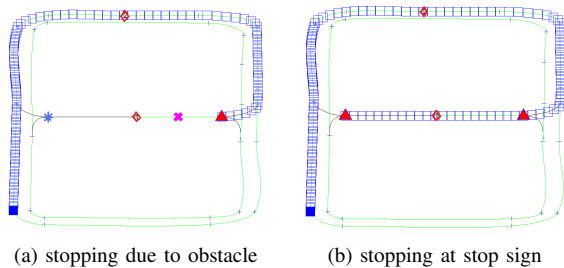 (a) stopping due to obstacle
(b) stopping at stop sign